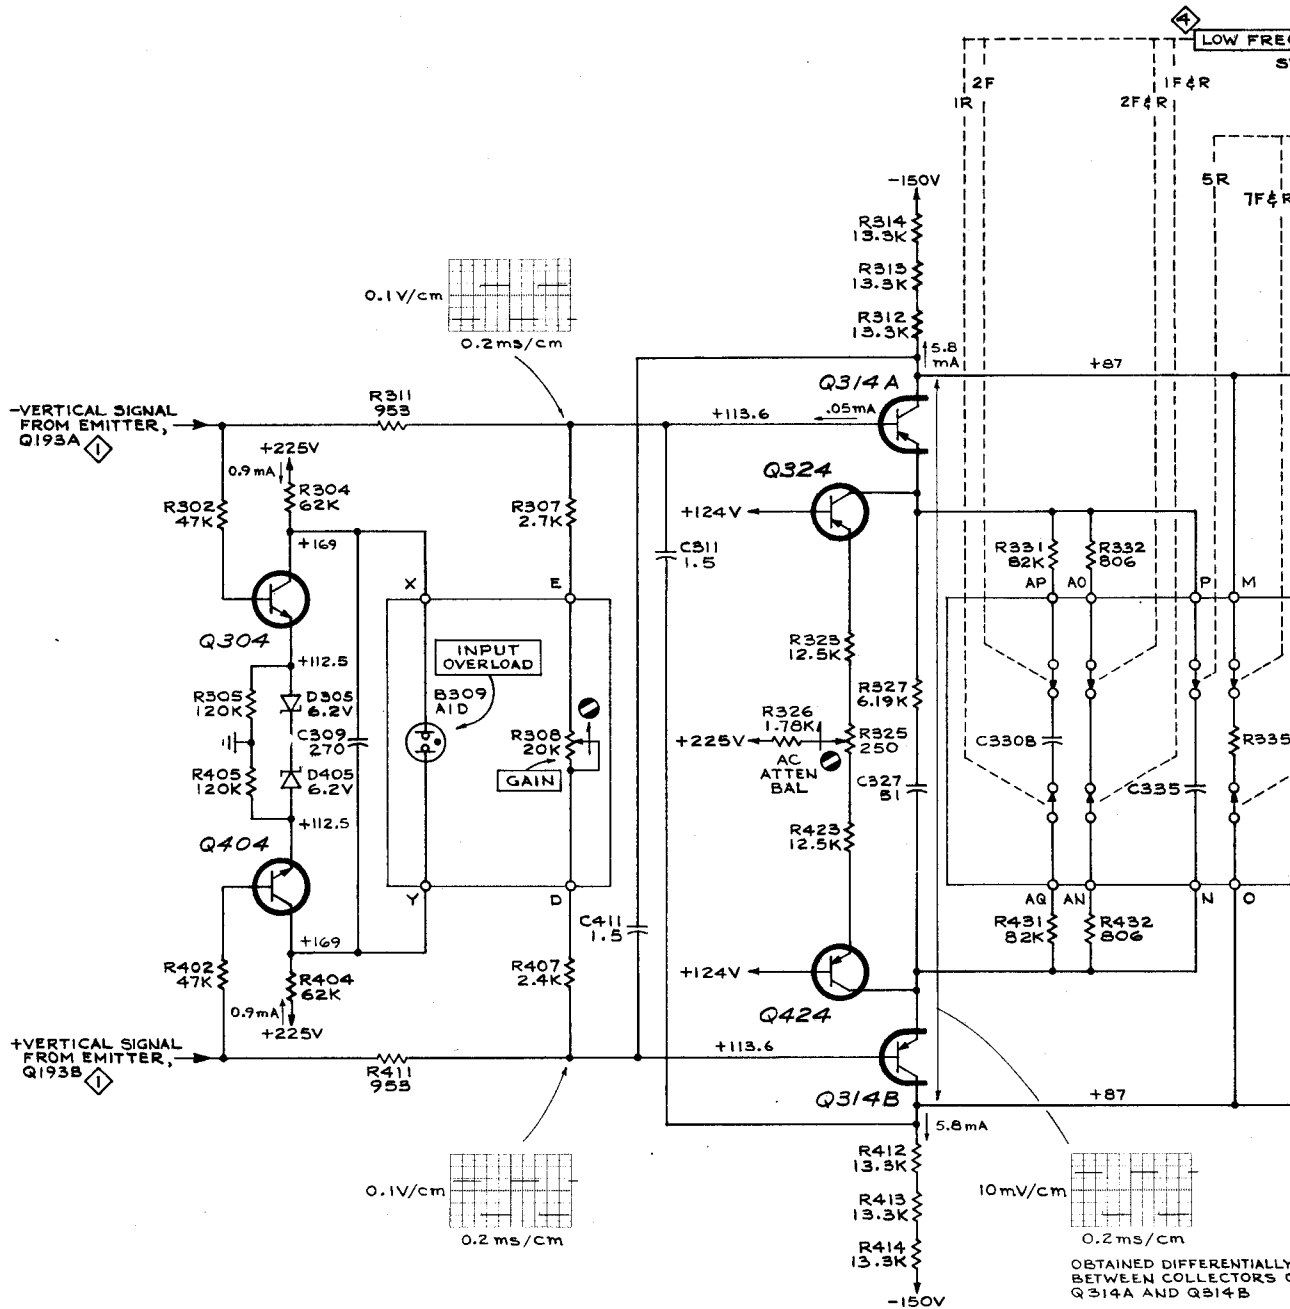 4
LOW FREQ
S
2F
1R
1F & R
2F & R
5R
7F & R
-150V
R314
13.3K
R313
13.3K
R312
13.3K
0.1V/cm
0.2ms/cm
5.8
mA
+87
Q314A
R311
953
-VERTICAL SIGNAL
FROM EMITTER,
Q193A
1
+113.6
.05mA
+225V
0.9mA
R304
62K
R302
47K
R307
2.7K
Q324
+124V
+169
C311
1.5
R331
82K
R332
806
X
E
AP
AO
P
M
Q304
INPUT
OVERLOAD
R323
12.5K
+112.5
R305
120K
D305
6.2V
B309
A1D
R327
6.19K
C309
270
R308
20K
R326
1.78K
+225V
R325
250
C330B
R335
R405
120K
D405
6.2V
GAIN
AC
ATTEN
BAL
C327
B1
C335
+112.5
Q404
R423
12.5K
Y
D
AQ
AN
N
O
R431
82K
R432
806
C411
1.5
+169
R402
47K
R404
62K
R407
2.4K
+124V
0.9mA
+225V
Q424
+VERTICAL SIGNAL
FROM EMITTER,
Q193B
1
R411
953
+113.6
Q314B
+87
5.8mA
R412
13.3K
0.1V/cm
0.2ms/cm
R413
13.3K
10mV/cm
0.2ms/cm
R414
13.3K
-150V
OBTAINED DIFFERENTIALLY
BETWEEN COLLECTORS O
Q314A AND Q314B